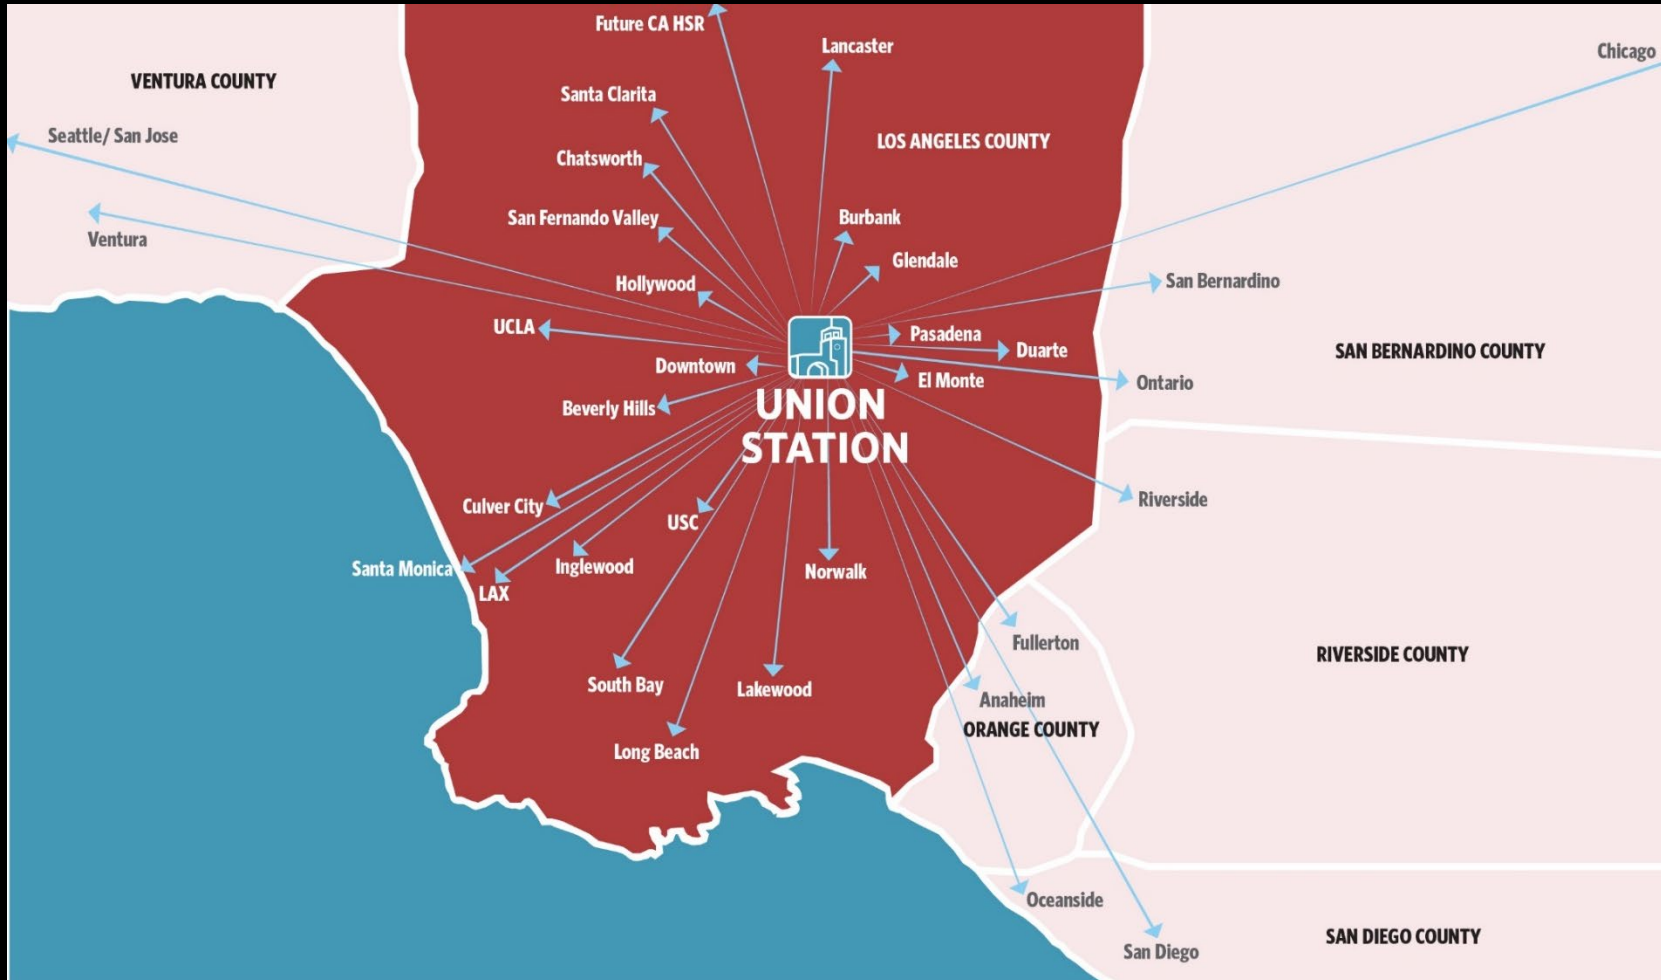 Future CA HSR
Lancaster
Chicago
VENTURA COUNTY
Santa Clarita
Seattle/ San Jose
LOS ANGELES COUNTY
Chatsworth
San Fernando Valley
Burbank
Ventura
Glendale
Hollywood
San Bernardino
UCLA
Pasadena
Duarte
SAN BERNARDINO COUNTY
Downtown
El Monte
Ontario
Beverly Hills
UNION
STATION
Culver City
USC
Riverside
Santa Monica
LAX
Inglewood
Norwalk
Fullerton
RIVERSIDE COUNTY
South Bay
Lakewood
Anaheim
ORANGE COUNTY
Long Beach
Oceanside
San Diego
SAN DIEGO COUNTY